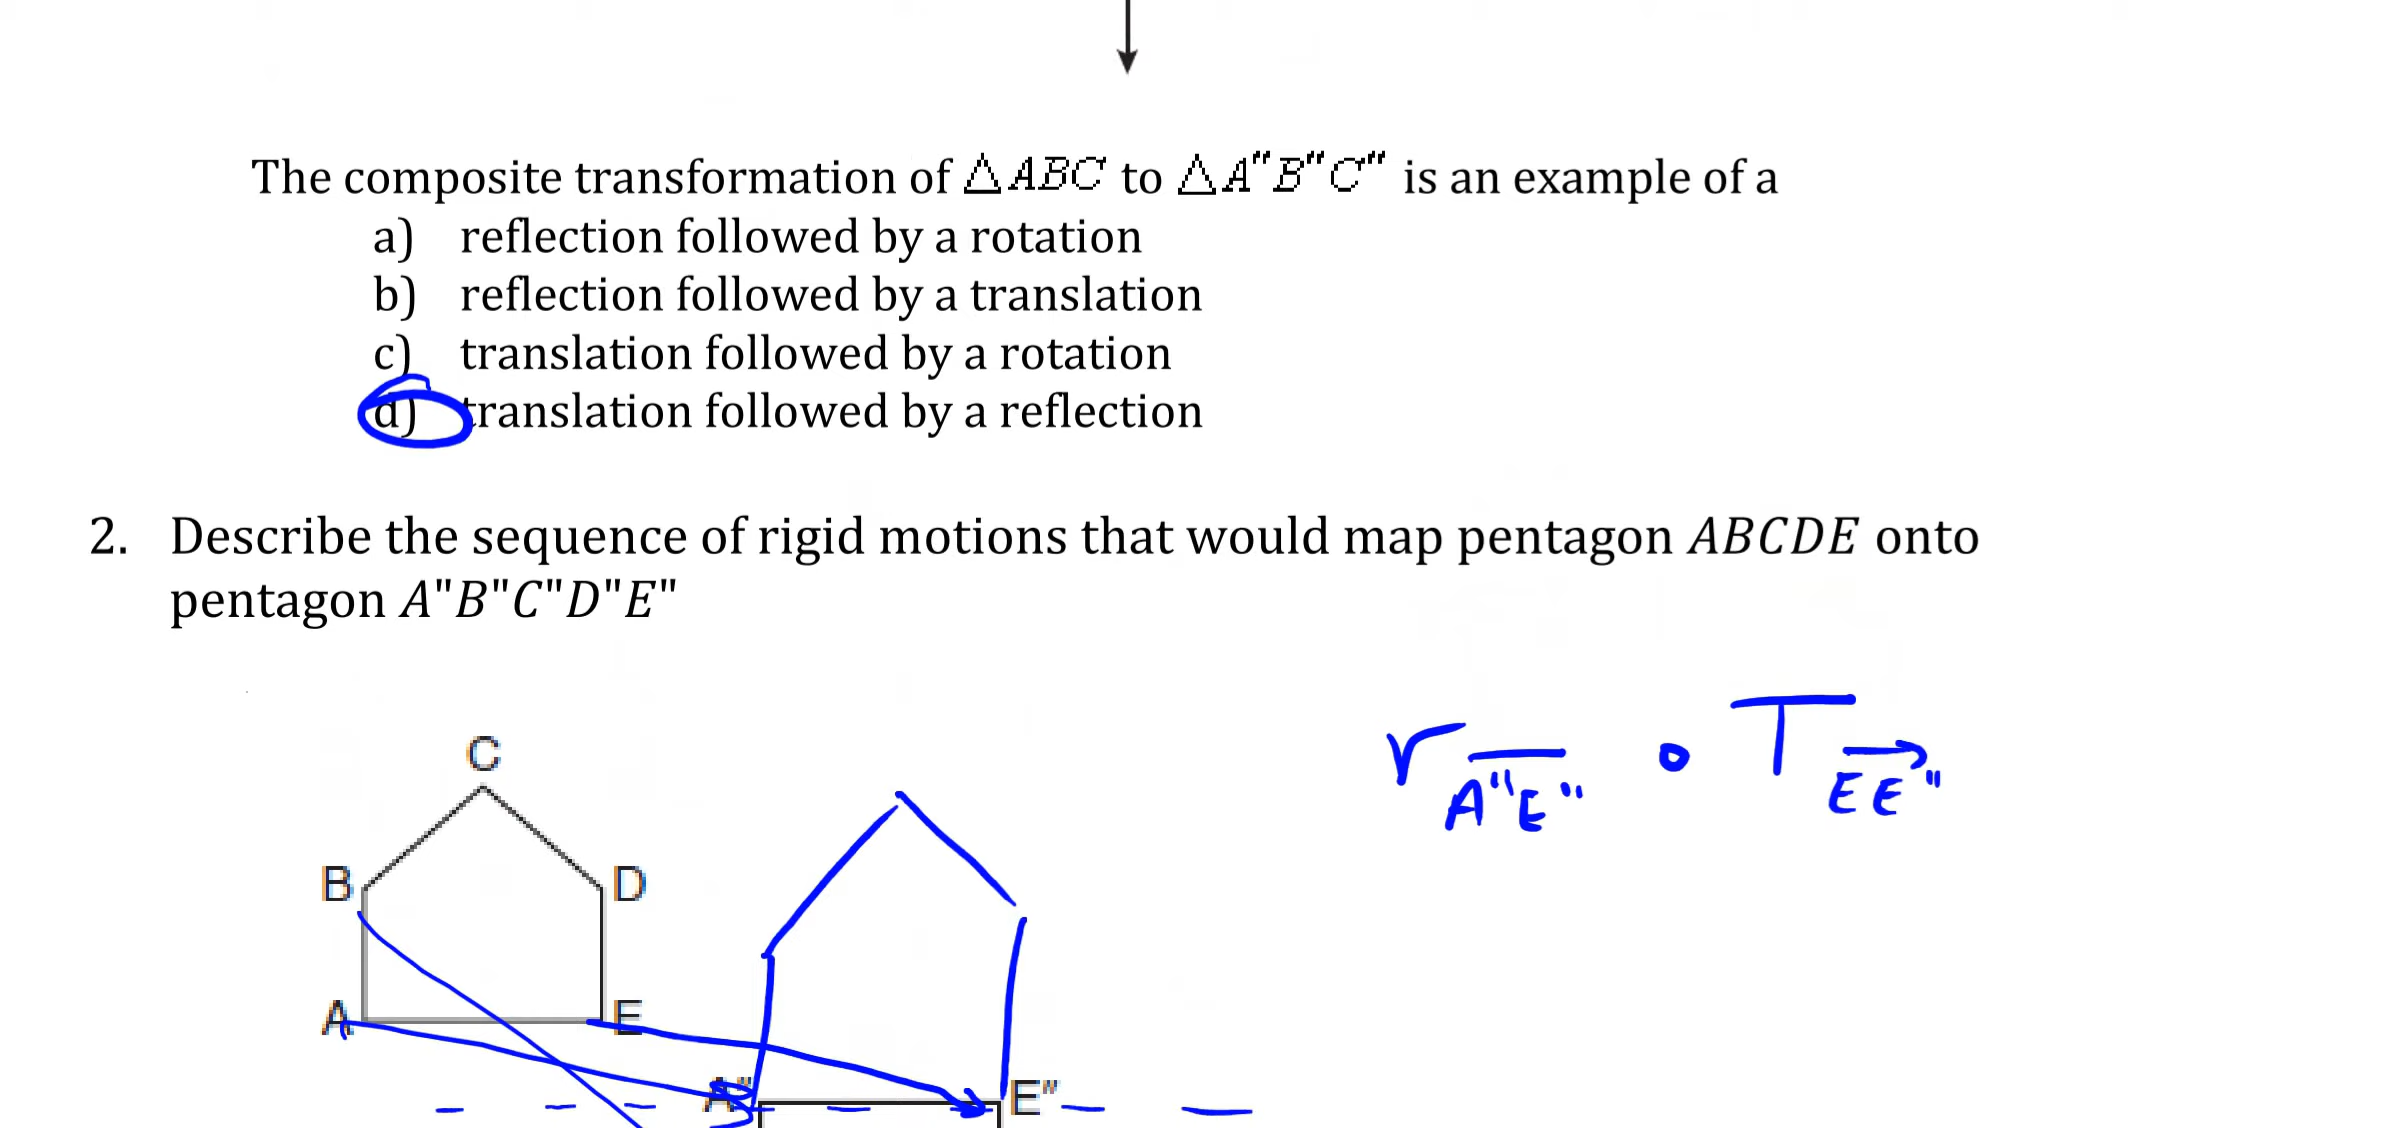 The composite transformation of △ABC to △A"B"C" is an example of a
a) reflection followed by a rotation
b) reflection followed by a translation
c) translation followed by a rotation
d) translation followed by a reflection
2. Describe the sequence of rigid motions that would map pentagon ABCDE onto
pentagon A"B"C"D"E"
r A"E" ∘ T EE"
C
B D
A E
A" E"